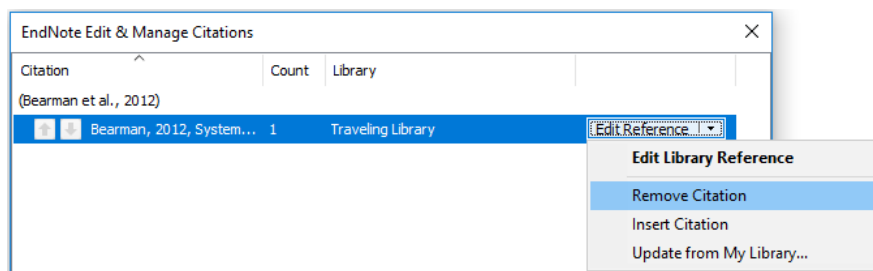 EndNote Edit & Manage Citations
Citation Count Library
(Bearman et al., 2012)
Bearman, 2012, System... 1 Traveling Library Edit Reference
Edit Library Reference
Remove Citation
Insert Citation
Update from My Library...